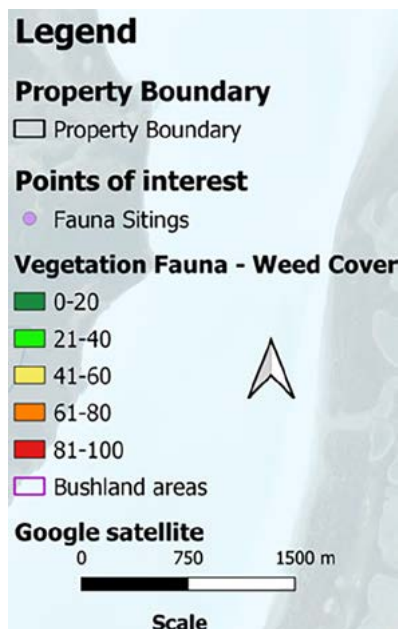 Legend
Property Boundary
Property Boundary
Points of interest
Fauna Sitings
Vegetation Fauna - Weed Cover
0-20
21-40
41-60
61-80
81-100
Bushland areas
Google satellite
0 750 1500 m
Scale